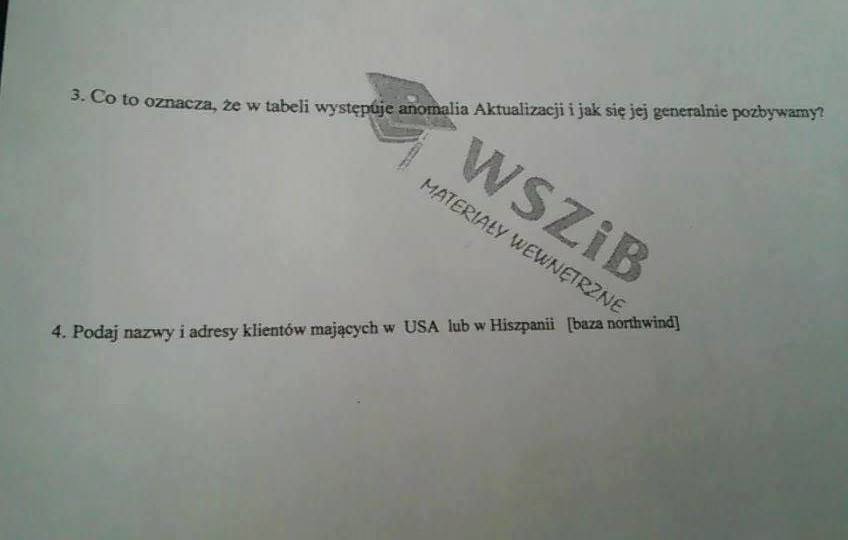 3. Co to oznacza, że w tabeli występuje anomalia Aktualizacji i jak się jej generalnie pozbywamy?
WSZiB
MATERIAŁY WEWNĘTRZNE
4. Podaj nazwy i adresy klientów mających w USA lub w Hiszpanii [baza northwind]